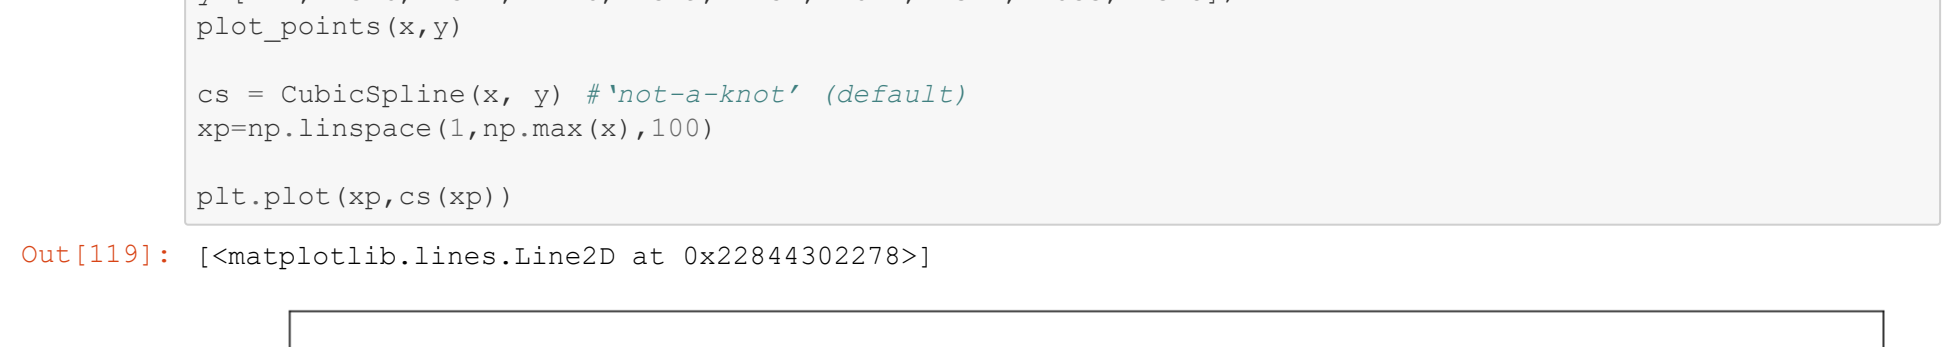 plot_points(x,y)
cs = CubicSpline(x, y) #‘not-a-knot’ (default)
xp=np.linspace(1,np.max(x),100)
plt.plot(xp,cs(xp))
Out[119]: [<matplotlib.lines.Line2D at 0x22844302278>]